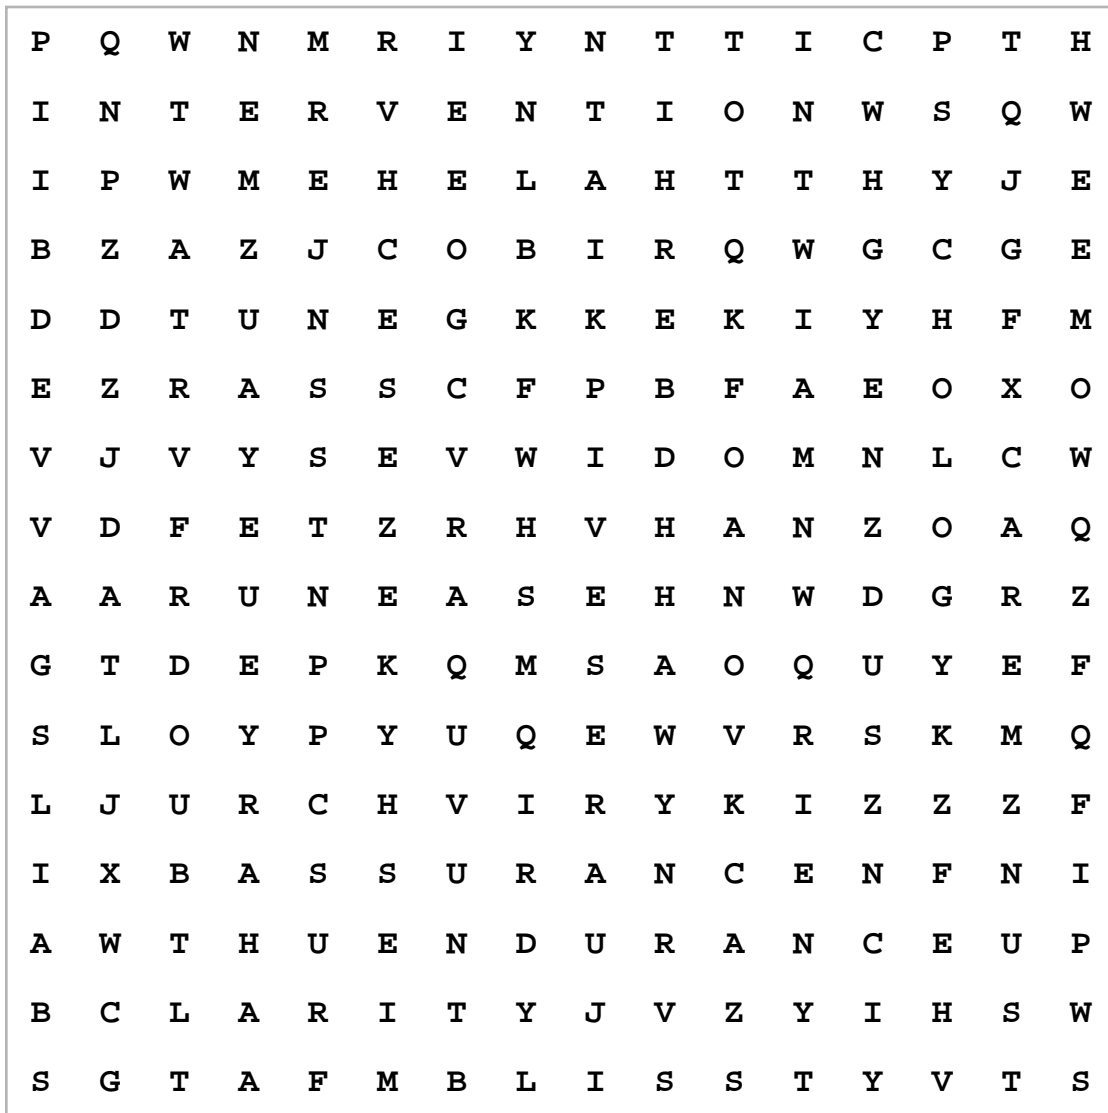 P Q W N M R I Y N T T I C P T H
I N T E R V E N T I O N W S Q W
I P W M E H E L A H T T H Y J E
B Z A Z J C O B I R Q W G C G E
D D T U N E G K K E K I Y H F M
E Z R A S S C F P B F A E O X O
V J V Y S E V W I D O M N L C W
V D F E T Z R H V H A N Z O A Q
A A R U N E A S E H N W D G R Z
G T D E P K Q M S A O Q U Y E F
S L O Y P Y U Q E W V R S K M Q
L J U R C H V I R Y K I Z Z Z F
I X B A S S U R A N C E N F N I
A W T H U E N D U R A N C E U P
B C L A R I T Y J V Z Y I H S W
S G T A F M B L I S S T Y V T S